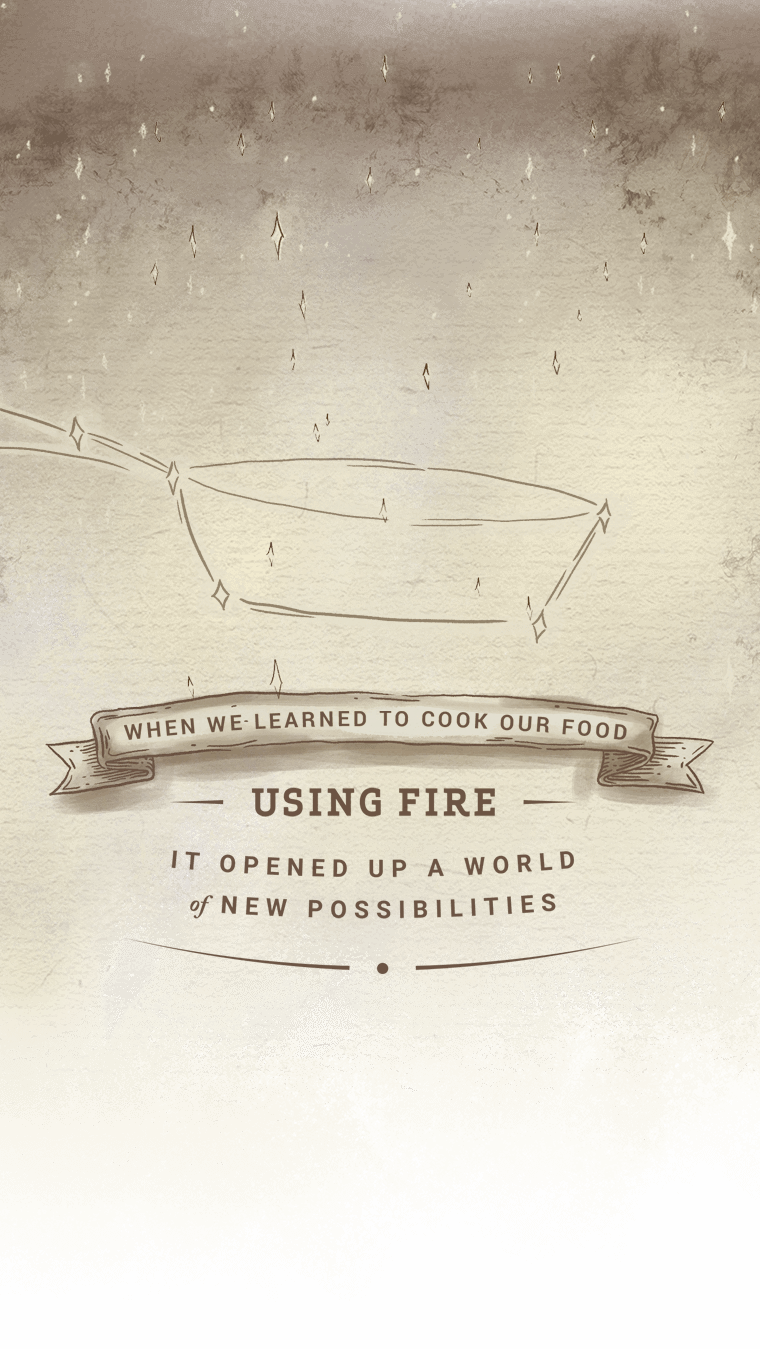 WHEN WE LEARNED TO COOK OUR FOOD
USING FIRE
IT OPENED UP A WORLD
of NEW POSSIBILITIES